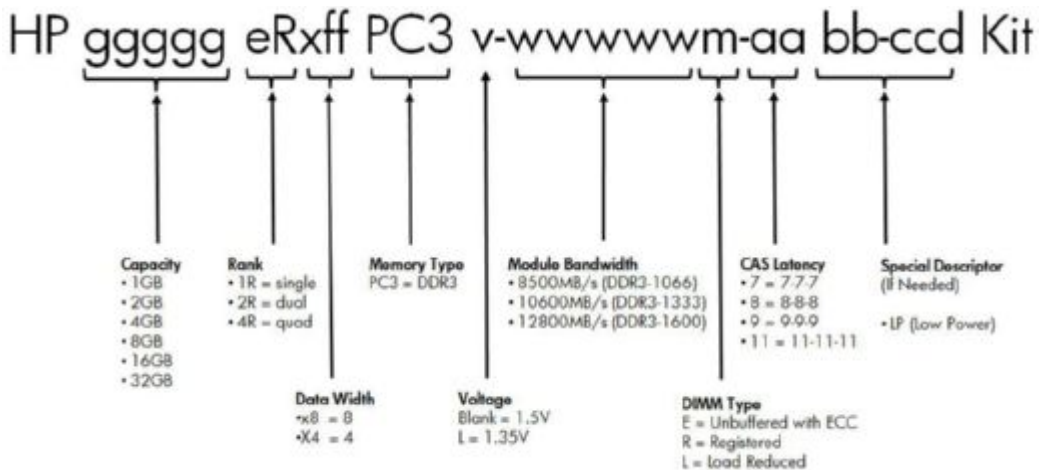 HP ggggg eRxff PC3 v-wwwwwm-aa bb-ccd Kit
Capacity
• 1GB
• 2GB
• 4GB
• 8GB
• 16GB
• 32GB
Rank
• 1R = single
• 2R = dual
• 4R = quad
Data Width
•x8 = 8
•X4 = 4
Memory Type
PC3 = DDR3
Voltage
Blank = 1.5V
L = 1.35V
Module Bandwidth
• 8500MB/s (DDR3-1066)
• 10600MB/s (DDR3-1333)
• 12800MB/s (DDR3-1600)
DIMM Type
E = Unbuffered with ECC
R = Registered
L = Load Reduced
CAS Latency
• 7 = 7-7-7
• 8 = 8-8-8
• 9 = 9-9-9
• 11 = 11-11-11
Special Descriptor
(If Needed)
• LP (Low Power)